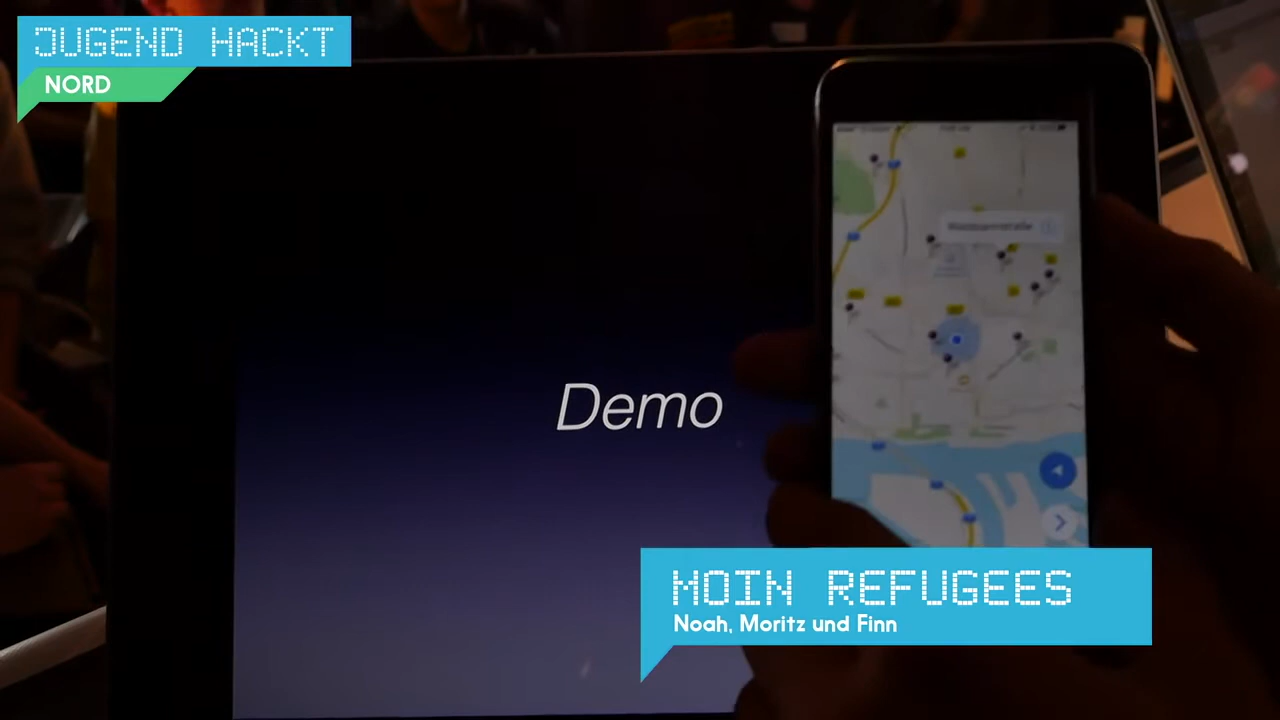 JUGEND HACKT
NORD
Demo
MOIN REFUGEES
Noah, Moritz und Finn